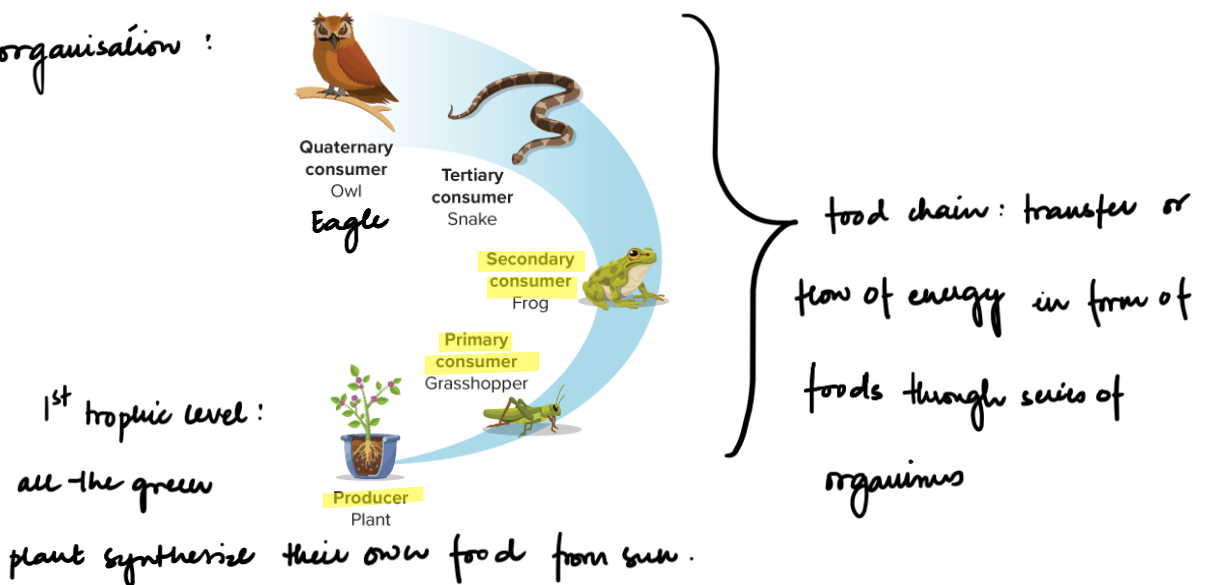 organisation :
Quaternary
consumer
Owl
Eagle
Tertiary
consumer
Snake
Secondary
consumer
Frog
Primary
consumer
Grasshopper
Producer
Plant
food chain: transfer or
flow of energy in form of
foods through series of
organisms
1st trophic level :
all the green
plant synthesize their own food from sun.